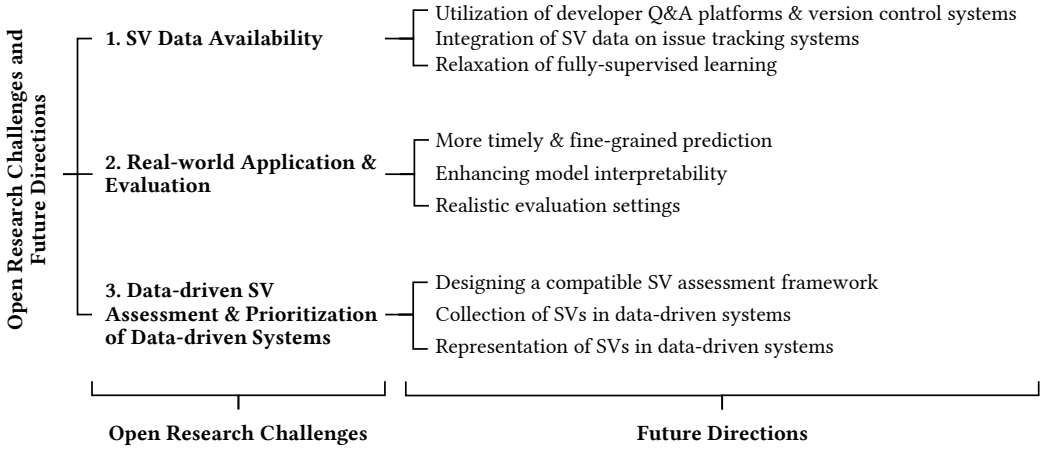 Open Research Challenges and
Future Directions
1. SV Data Availability
Utilization of developer Q&A platforms & version control systems
Integration of SV data on issue tracking systems
Relaxation of fully-supervised learning
2. Real-world Application &
Evaluation
More timely & fine-grained prediction
Enhancing model interpretability
Realistic evaluation settings
3. Data-driven SV
Assessment & Prioritization
of Data-driven Systems
Designing a compatible SV assessment framework
Collection of SVs in data-driven systems
Representation of SVs in data-driven systems
Open Research Challenges
Future Directions